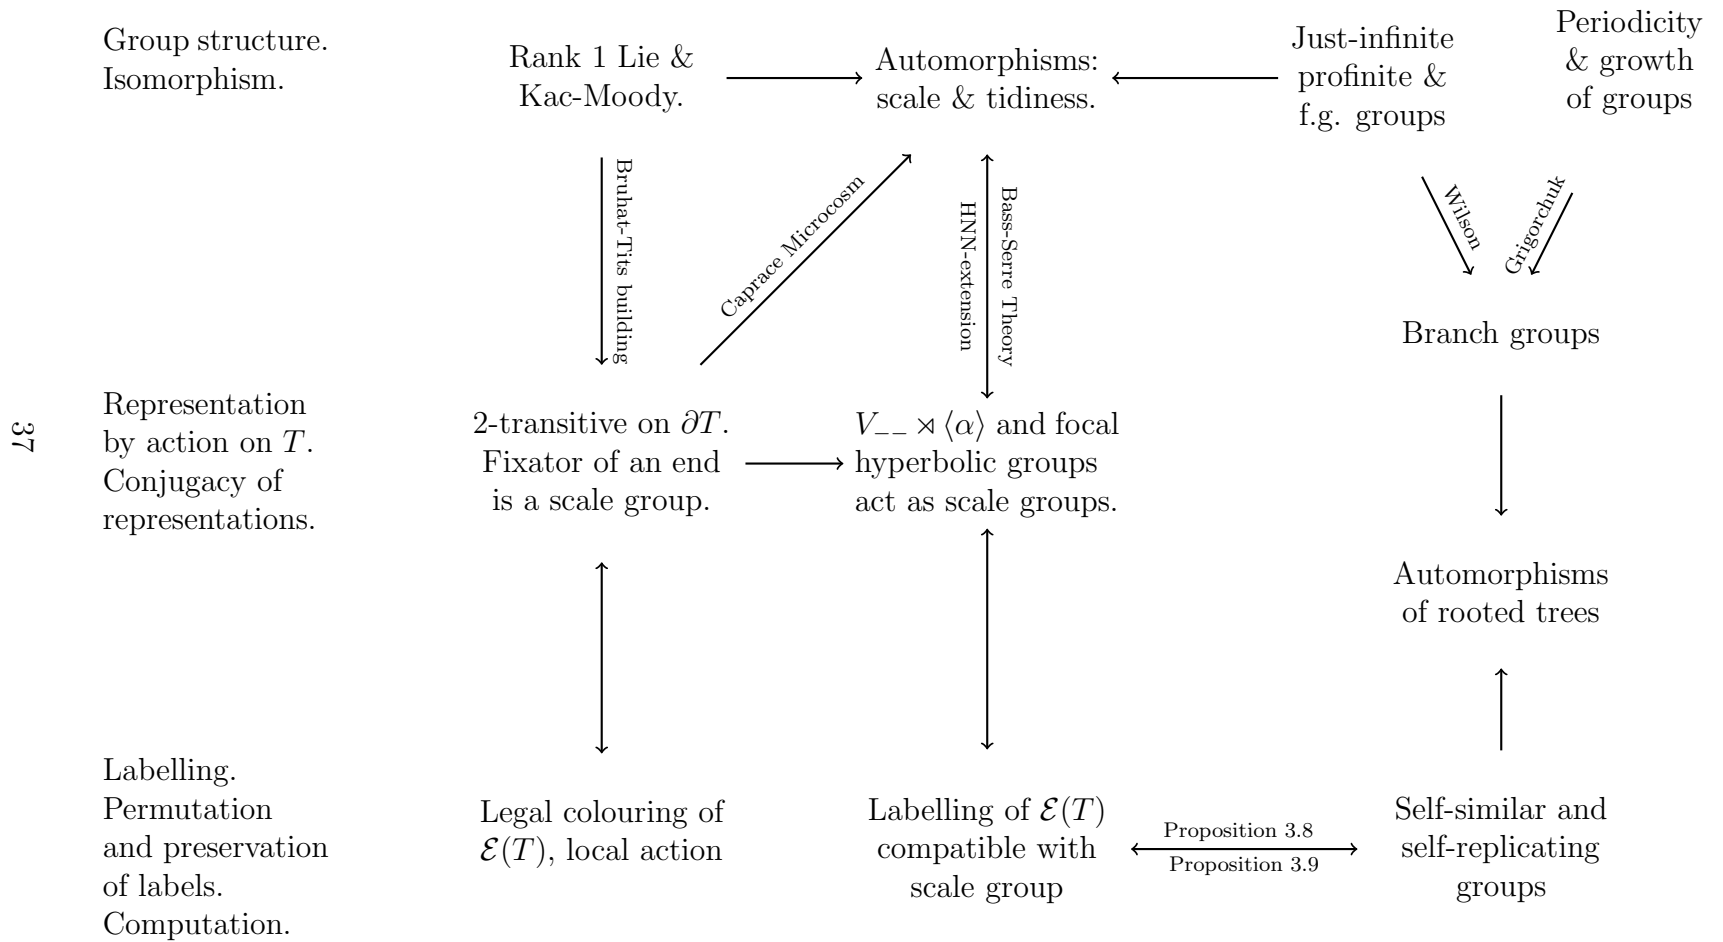 Group structure.
Isomorphism.
Rank 1 Lie &
Kac-Moody.
Automorphisms:
scale & tidiness.
Just-infinite
profinite &
f.g. groups
Periodicity
& growth
of groups
Bruhat-Tits building
Caprace Microcosm
Bass-Serre Theory
HNN-extension
Wilson
Grigorchuk
Branch groups
37
Representation
by action on T.
Conjugacy of
representations.
2-transitive on ∂T.
Fixator of an end
is a scale group.
V₋₋ ⋊ ⟨α⟩ and focal
hyperbolic groups
act as scale groups.
Automorphisms
of rooted trees
Labelling.
Permutation
and preservation
of labels.
Computation.
Legal colouring of
ℰ(T), local action
Labelling of ℰ(T)
compatible with
scale group
Proposition 3.8
Proposition 3.9
Self-similar and
self-replicating
groups